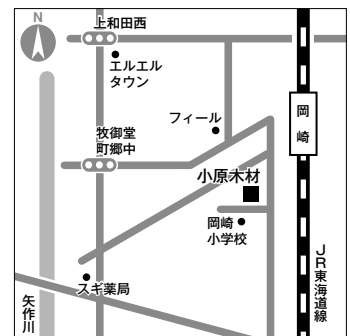 N
上和田西
エルエル
タウン
フィール
岡崎
牧御堂
町郷中
小原木材
岡崎
小学校
スギ薬局
矢作川
JR東海道線